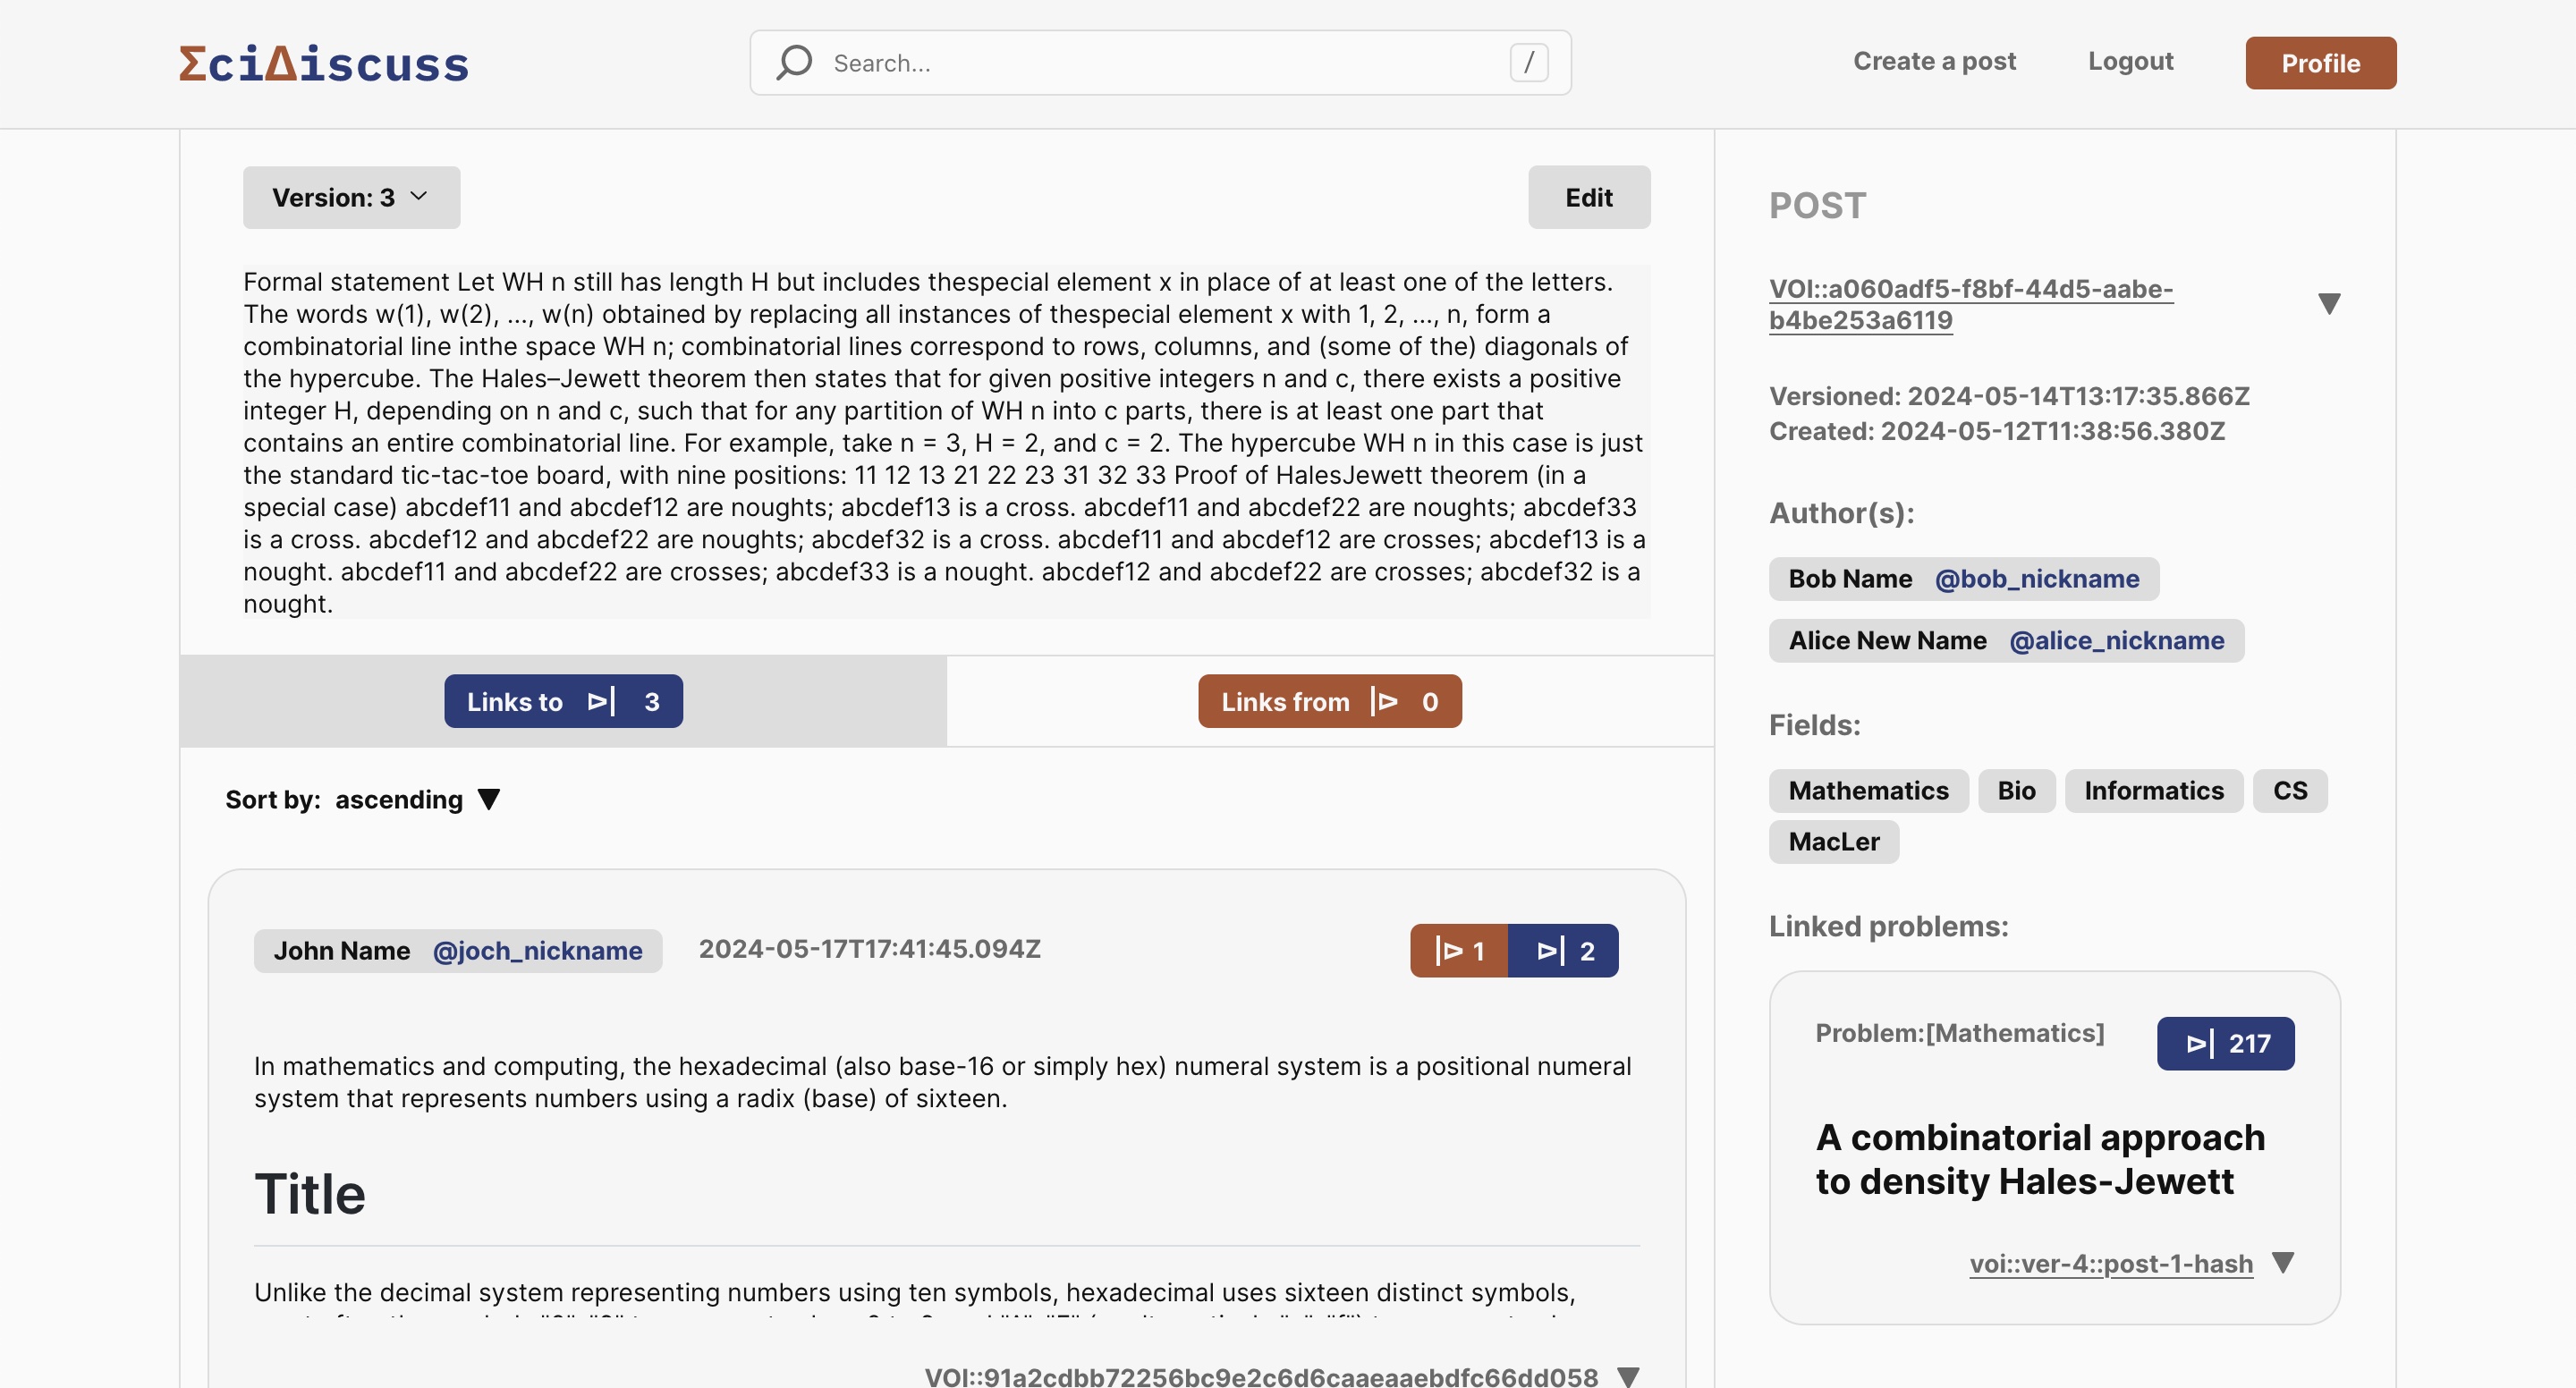 ΣciΔiscuss
Search...
/
Create a post
Logout
Profile
Version: 3
Edit
Formal statement Let WH n still has length H but includes thespecial element x in place of at least one of the letters.
The words w(1), w(2), ..., w(n) obtained by replacing all instances of thespecial element x with 1, 2, ..., n, form a
combinatorial line inthe space WH n; combinatorial lines correspond to rows, columns, and (some of the) diagonals of
the hypercube. The Hales–Jewett theorem then states that for given positive integers n and c, there exists a positive
integer H, depending on n and c, such that for any partition of WH n into c parts, there is at least one part that
contains an entire combinatorial line. For example, take n = 3, H = 2, and c = 2. The hypercube WH n in this case is just
the standard tic-tac-toe board, with nine positions: 11 12 13 21 22 23 31 32 33 Proof of HalesJewett theorem (in a
special case) abcdef11 and abcdef12 are noughts; abcdef13 is a cross. abcdef11 and abcdef22 are noughts; abcdef33
is a cross. abcdef12 and abcdef22 are noughts; abcdef32 is a cross. abcdef11 and abcdef12 are crosses; abcdef13 is a
nought. abcdef11 and abcdef22 are crosses; abcdef33 is a nought. abcdef12 and abcdef22 are crosses; abcdef32 is a
nought.
Links to 3
Links from 0
Sort by: ascending
John Name @joch_nickname
2024-05-17T17:41:45.094Z
1
2
In mathematics and computing, the hexadecimal (also base-16 or simply hex) numeral system is a positional numeral
system that represents numbers using a radix (base) of sixteen.
Title
Unlike the decimal system representing numbers using ten symbols, hexadecimal uses sixteen distinct symbols,
VOI::91a2cdbb72256bc9e2c6d6caaeaaebdfc66dd058
POST
VOI::a060adf5-f8bf-44d5-aabe-
b4be253a6119
Versioned: 2024-05-14T13:17:35.866Z
Created: 2024-05-12T11:38:56.380Z
Author(s):
Bob Name @bob_nickname
Alice New Name @alice_nickname
Fields:
Mathematics Bio Informatics CS
MacLer
Linked problems:
Problem:[Mathematics]
217
A combinatorial approach
to density Hales-Jewett
voi::ver-4::post-1-hash